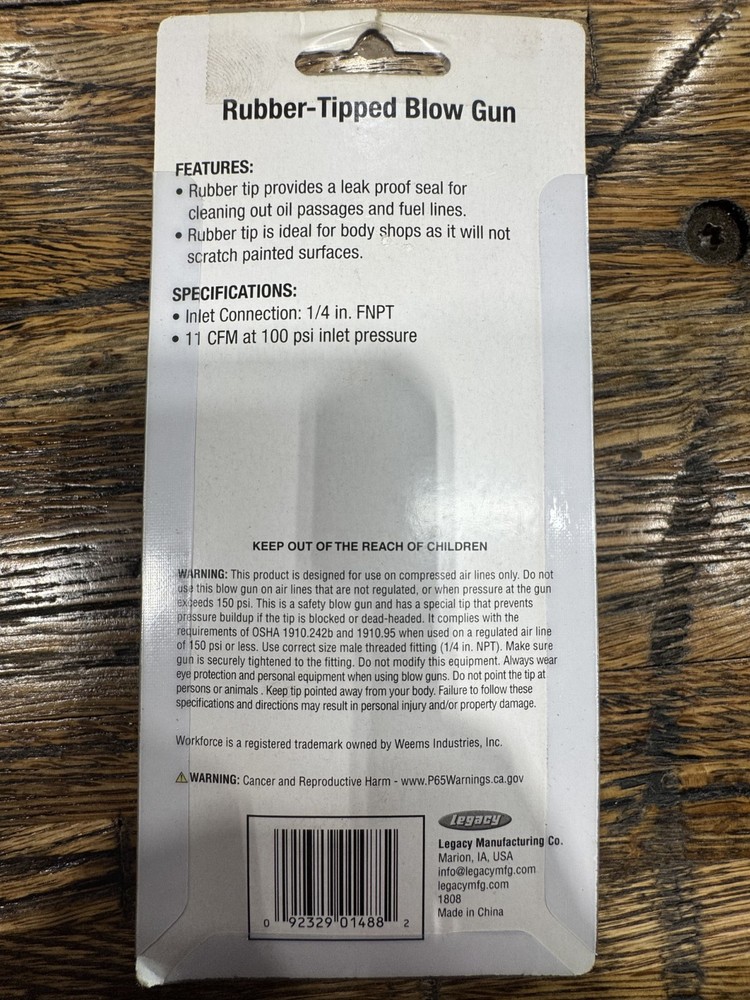 Rubber-Tipped Blow Gun
FEATURES:
• Rubber tip provides a leak proof seal for
cleaning out oil passages and fuel lines.
• Rubber tip is ideal for body shops as it will not
scratch painted surfaces.
SPECIFICATIONS:
• Inlet Connection: 1/4 in. FNPT
• 11 CFM at 100 psi inlet pressure
KEEP OUT OF THE REACH OF CHILDREN
WARNING: This product is designed for use on compressed air lines only. Do not
use this blow gun on air lines that are not regulated, or when pressure at the gun
exceeds 150 psi. This is a safety blow gun and has a special tip that prevents
pressure buildup if the tip is blocked or dead-headed. It complies with the
requirements of OSHA 1910.242b and 1910.95 when used on a regulated air line
of 150 psi or less. Use correct size male threaded fitting (1/4 in. NPT). Make sure
gun is securely tightened to the fitting. Do not modify this equipment. Always wear
eye protection and personal equipment when using blow guns. Do not point the tip at
persons or animals . Keep tip pointed away from your body. Failure to follow these
specifications and directions may result in personal injury and/or property damage.
Workforce is a registered trademark owned by Weems Industries, Inc.
⚠ WARNING: Cancer and Reproductive Harm - www.P65Warnings.ca.gov
0 92329 01488 2
Legacy
Legacy Manufacturing Co.
Marion, IA, USA
info@legacymfg.com
legacymfg.com
1808
Made in China